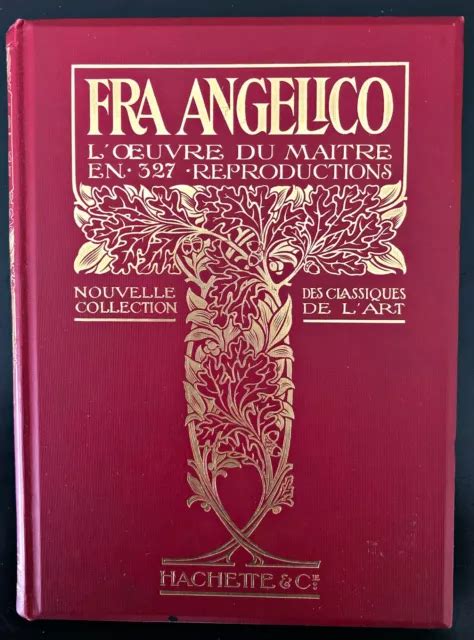 FRA ANGELICO
L'ŒUVRE DU MAITRE
EN · 327 · REPRODUCTIONS
NOUVELLE COLLECTION
DES CLASSIQUES DE L'ART
HACHETTE & Cie